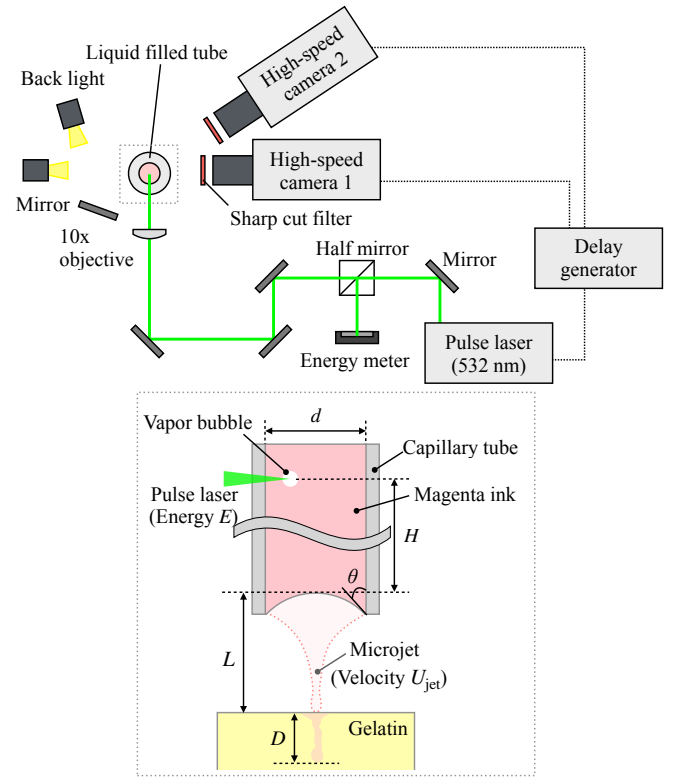 Liquid filled tube
Back light
High-speed
camera 2
High-speed
camera 1
Mirror
Sharp cut filter
10x
objective
Half mirror
Mirror
Delay
generator
Energy meter
Pulse laser
(532 nm)
d
Vapor bubble
Capillary tube
Pulse laser
(Energy E)
Magenta ink
H
θ
L
Microjet
(Velocity Ujet)
D
Gelatin